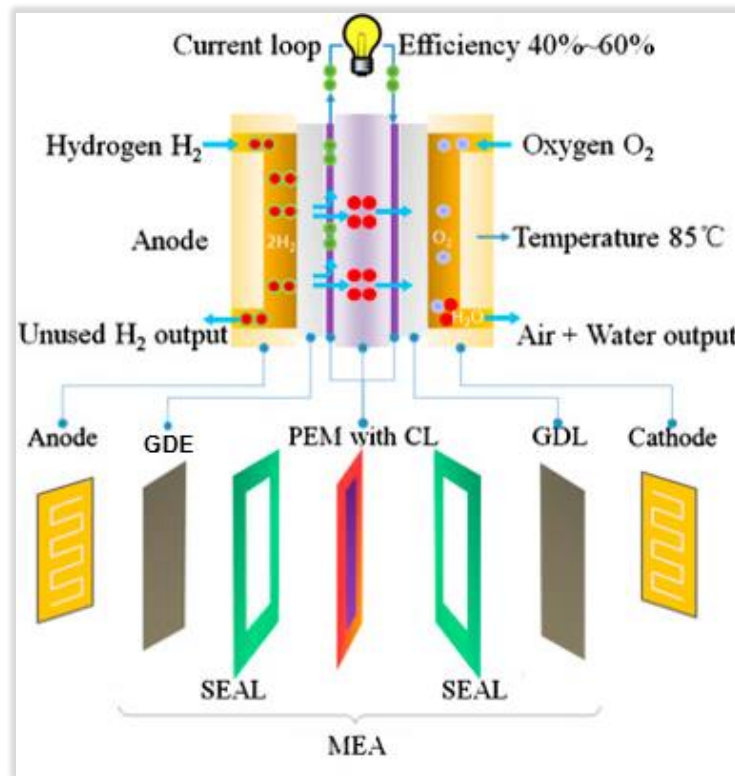 Current loop
Efficiency 40%~60%
Hydrogen H₂
Oxygen O₂
2H₂
O₂
Anode
Temperature 85℃
H₂O
Unused H₂ output
Air + Water output
Anode
GDE
PEM with CL
GDL
Cathode
SEAL
SEAL
MEA